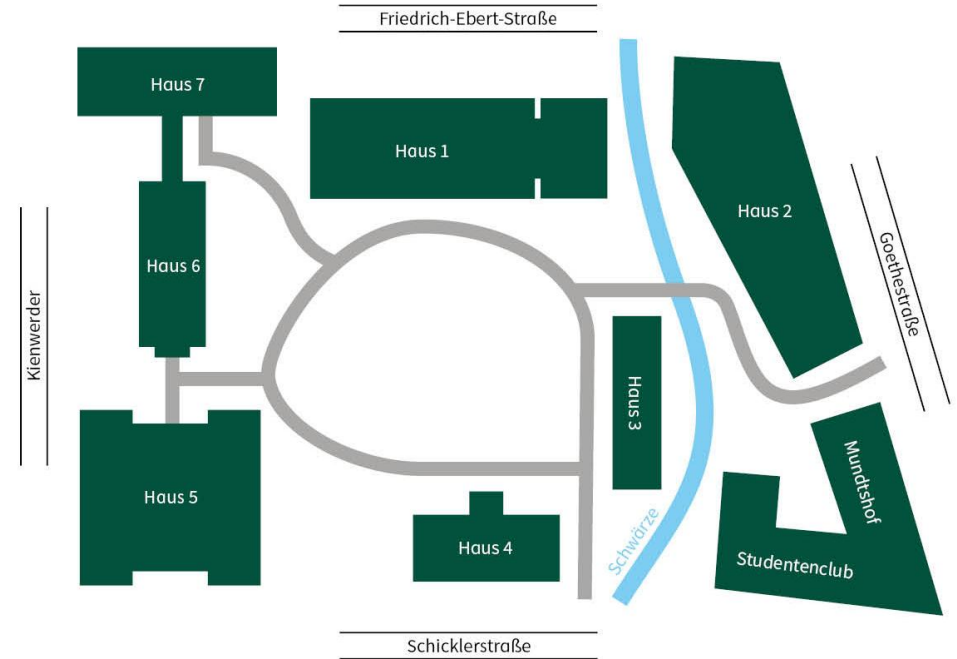 Friedrich-Ebert-Straße
Haus 7
Haus 1
Haus 2
Haus 6
Goethestraße
Kienwerder
Haus 3
Haus 5
Mundtshof
Haus 4
Schwärze
Studentenclub
Schicklerstraße